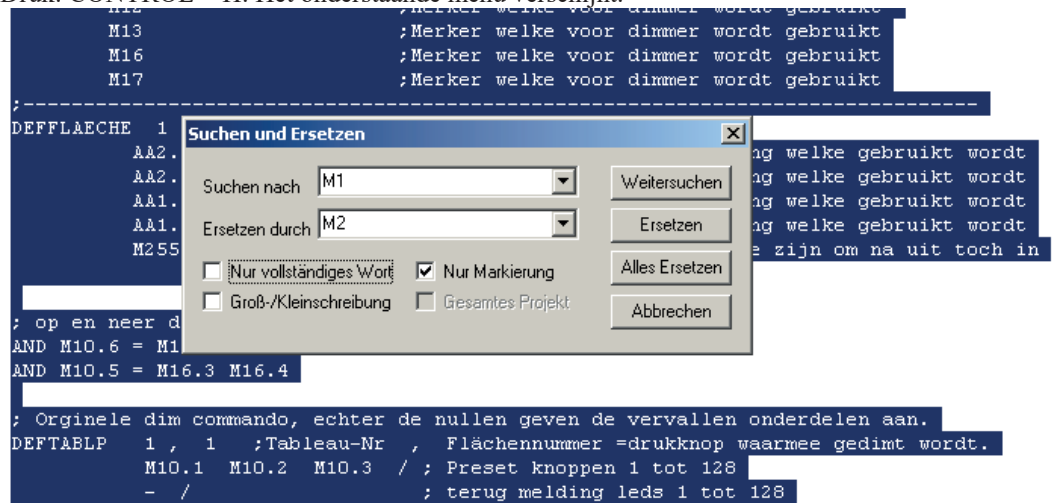 Druk: CONTROL – H. Het onderstaande menu verschijnt.
M12 ;Merker welke voor dimmer wordt gebruikt
M13 ;Merker welke voor dimmer wordt gebruikt
M16 ;Merker welke voor dimmer wordt gebruikt
M17 ;Merker welke voor dimmer wordt gebruikt
;------------------------------------------------------------------------------
DEFFLAECHE 1
AA2. ng welke gebruikt wordt
AA2. ng welke gebruikt wordt
AA1. ng welke gebruikt wordt
AA1. ng welke gebruikt wordt
M255 e zijn om na uit toch in
Suchen und Ersetzen
Suchen nach M1 Weitersuchen
Ersetzen durch M2 Ersetzen
Nur vollständiges Wort Nur Markierung Alles Ersetzen
Groß-/Kleinschreibung Gesamtes Projekt Abbrechen
; op en neer d
AND M10.6 = M1
AND M10.5 = M16.3 M16.4
; Orginele dim commando, echter de nullen geven de vervallen onderdelen aan.
DEFTABLP 1 , 1 ;Tableau-Nr , Flächennummer =drukknop waarmee gedimt wordt.
M10.1 M10.2 M10.3 / ; Preset knoppen 1 tot 128
- / ; terug melding leds 1 tot 128